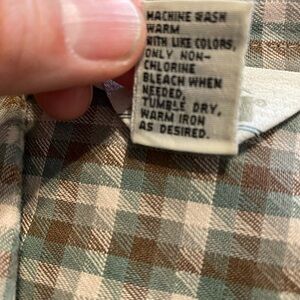 MACHINE WASH
WARM
WITH LIKE COLORS,
ONLY NON-
CHLORINE
BLEACH WHEN
NEEDED,
TUMBLE DRY,
WARM IRON
AS DESIRED.